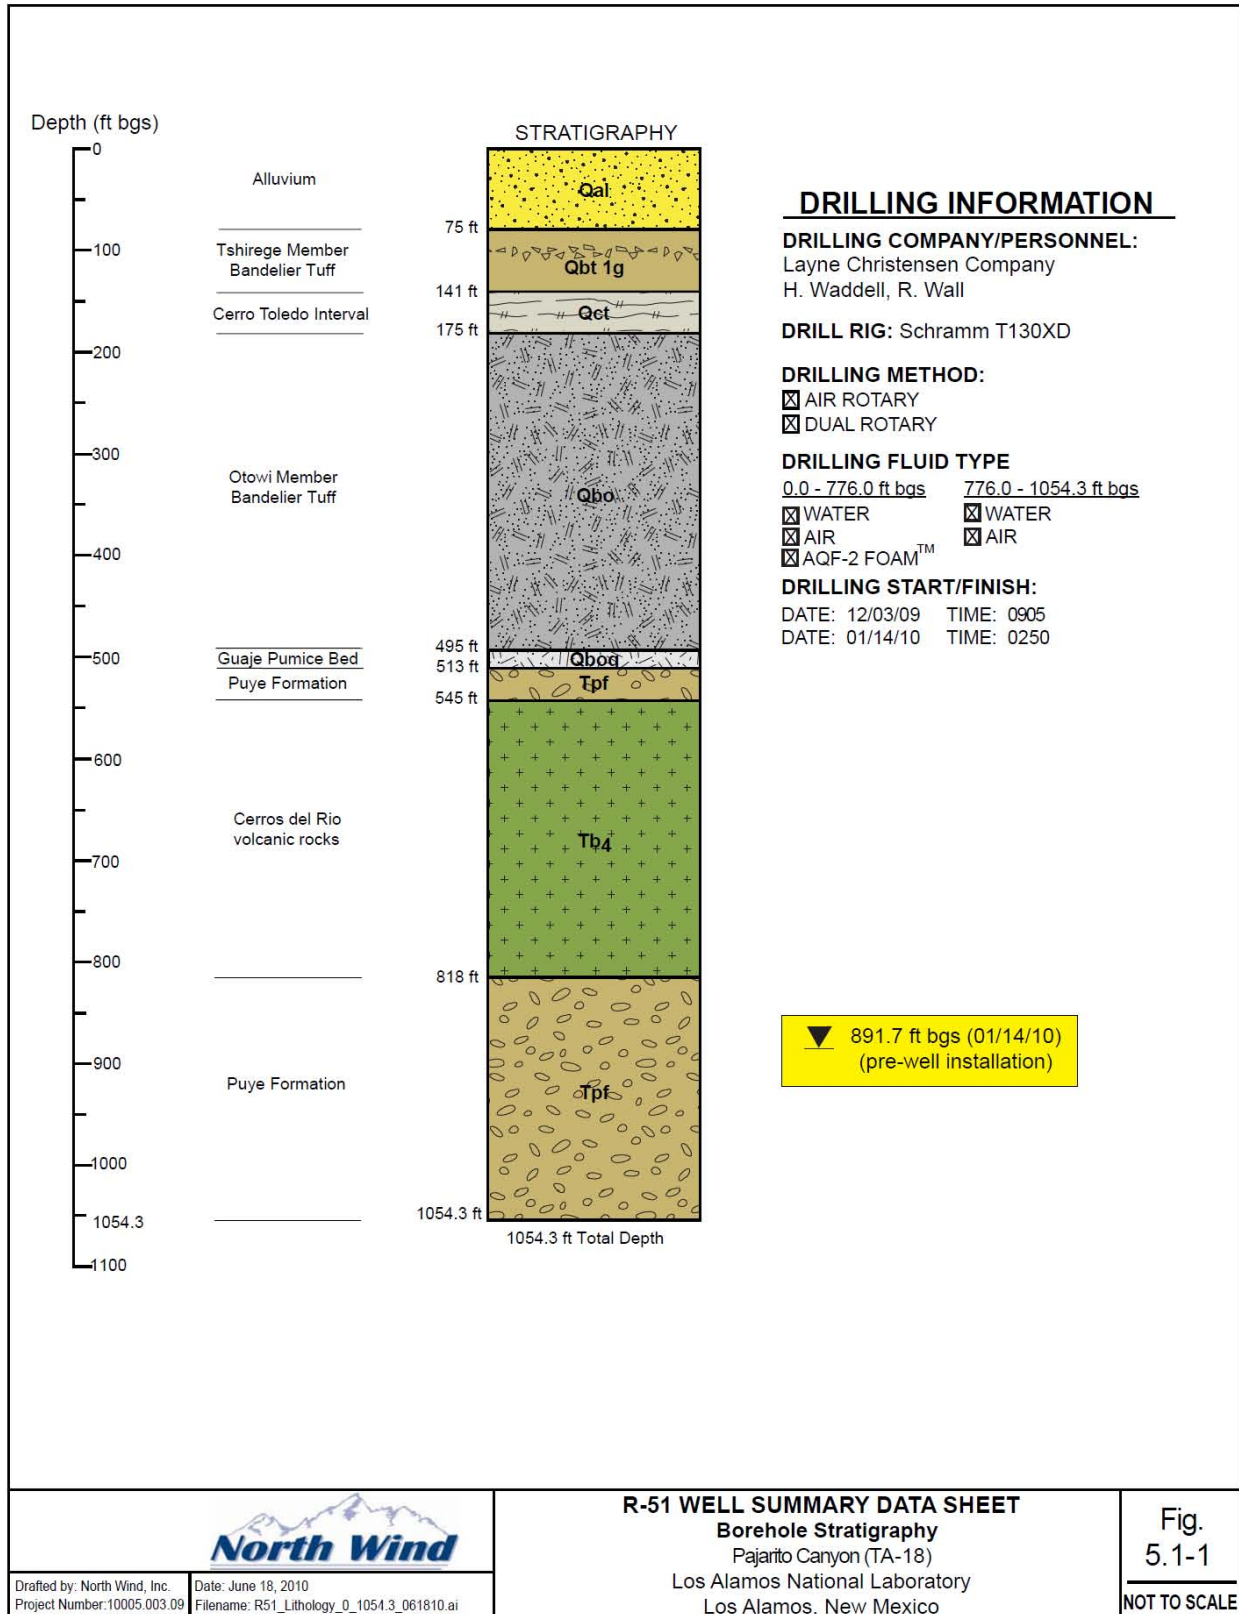 Depth (ft bgs)
STRATIGRAPHY
0
Alluvium
Qal
75 ft
100
Tshirege Member
Bandelier Tuff
Qbt 1g
141 ft
Cerro Toledo Interval
Qct
175 ft
200
300
Otowi Member
Bandelier Tuff
Qbo
400
495 ft
500
Guaje Pumice Bed
Qbog
513 ft
Puye Formation
Tpf
545 ft
600
Cerros del Rio
volcanic rocks
Tb4
700
800
818 ft
900
Puye Formation
Tpf
1000
1054.3
1054.3 ft
1054.3 ft Total Depth
1100
DRILLING INFORMATION
DRILLING COMPANY/PERSONNEL:
Layne Christensen Company
H. Waddell, R. Wall
DRILL RIG: Schramm T130XD
DRILLING METHOD:
AIR ROTARY
DUAL ROTARY
DRILLING FLUID TYPE
0.0 - 776.0 ft bgs 776.0 - 1054.3 ft bgs
WATER WATER
AIR AIR
AQF-2 FOAM™
DRILLING START/FINISH:
DATE: 12/03/09 TIME: 0905
DATE: 01/14/10 TIME: 0250
891.7 ft bgs (01/14/10)
(pre-well installation)
North Wind
Drafted by: North Wind, Inc.
Project Number:10005.003.09
Date: June 18, 2010
Filename: R51_Lithology_0_1054.3_061810.ai
R-51 WELL SUMMARY DATA SHEET
Borehole Stratigraphy
Pajarito Canyon (TA-18)
Los Alamos National Laboratory
Los Alamos, New Mexico
Fig.
5.1-1
NOT TO SCALE